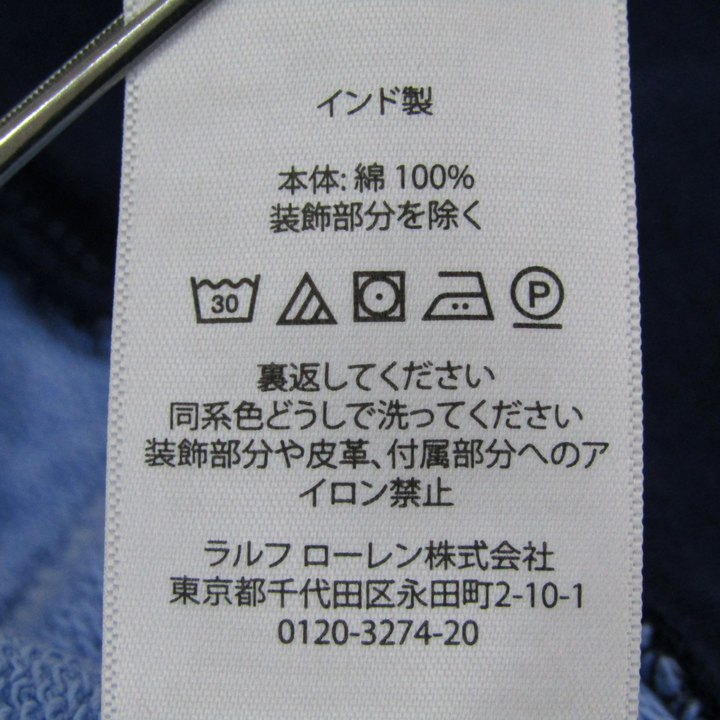 インド製
本体: 綿 100%
装飾部分を除く
30 P
裏返してください
同系色どうしで洗ってください
装飾部分や皮革、付属部分へのア
イロン禁止
ラルフ ローレン株式会社
東京都千代田区永田町2-10-1
0120-3274-20